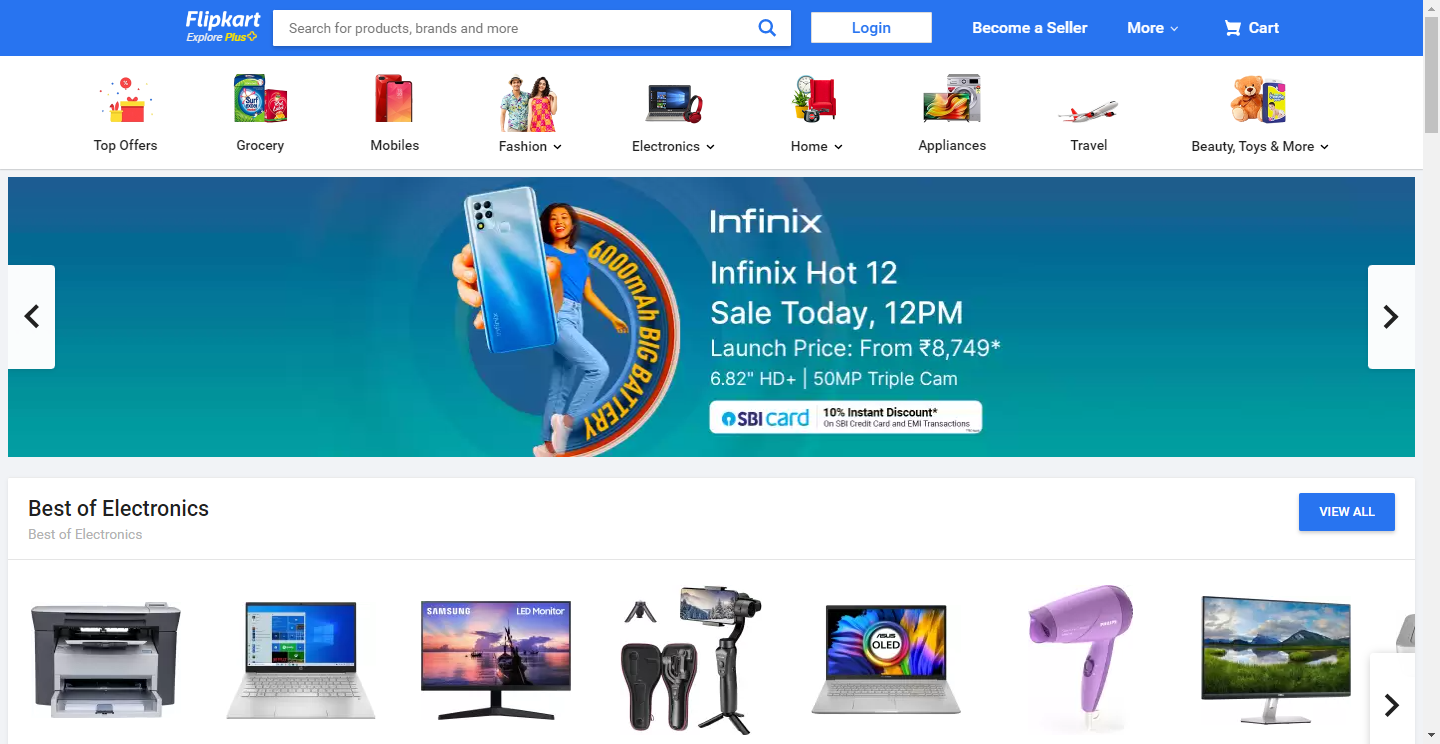 Flipkart
Explore Plus
Search for products, brands and more
Login
Become a Seller
More
Cart
Top Offers
Grocery
Mobiles
Fashion
Electronics
Home
Appliances
Travel
Beauty, Toys & More
Infinix
Infinix Hot 12
Sale Today, 12PM
Launch Price: From ₹8,749*
6.82" HD+ | 50MP Triple Cam
SBI card
10% Instant Discount*
On SBI Credit Card and EMI Transactions
6000mAh BIG BATTERY
infinix
Best of Electronics
Best of Electronics
VIEW ALL
SAMSUNG
LED Monitor
ASUS
OLED
PHILIPS